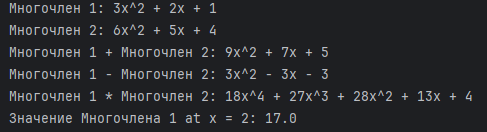 Многочлен 1: 3x^2 + 2x + 1
Многочлен 2: 6x^2 + 5x + 4
Многочлен 1 + Многочлен 2: 9x^2 + 7x + 5
Многочлен 1 - Многочлен 2: 3x^2 - 3x - 3
Многочлен 1 * Многочлен 2: 18x^4 + 27x^3 + 28x^2 + 13x + 4
Значение Многочлена 1 at x = 2: 17.0